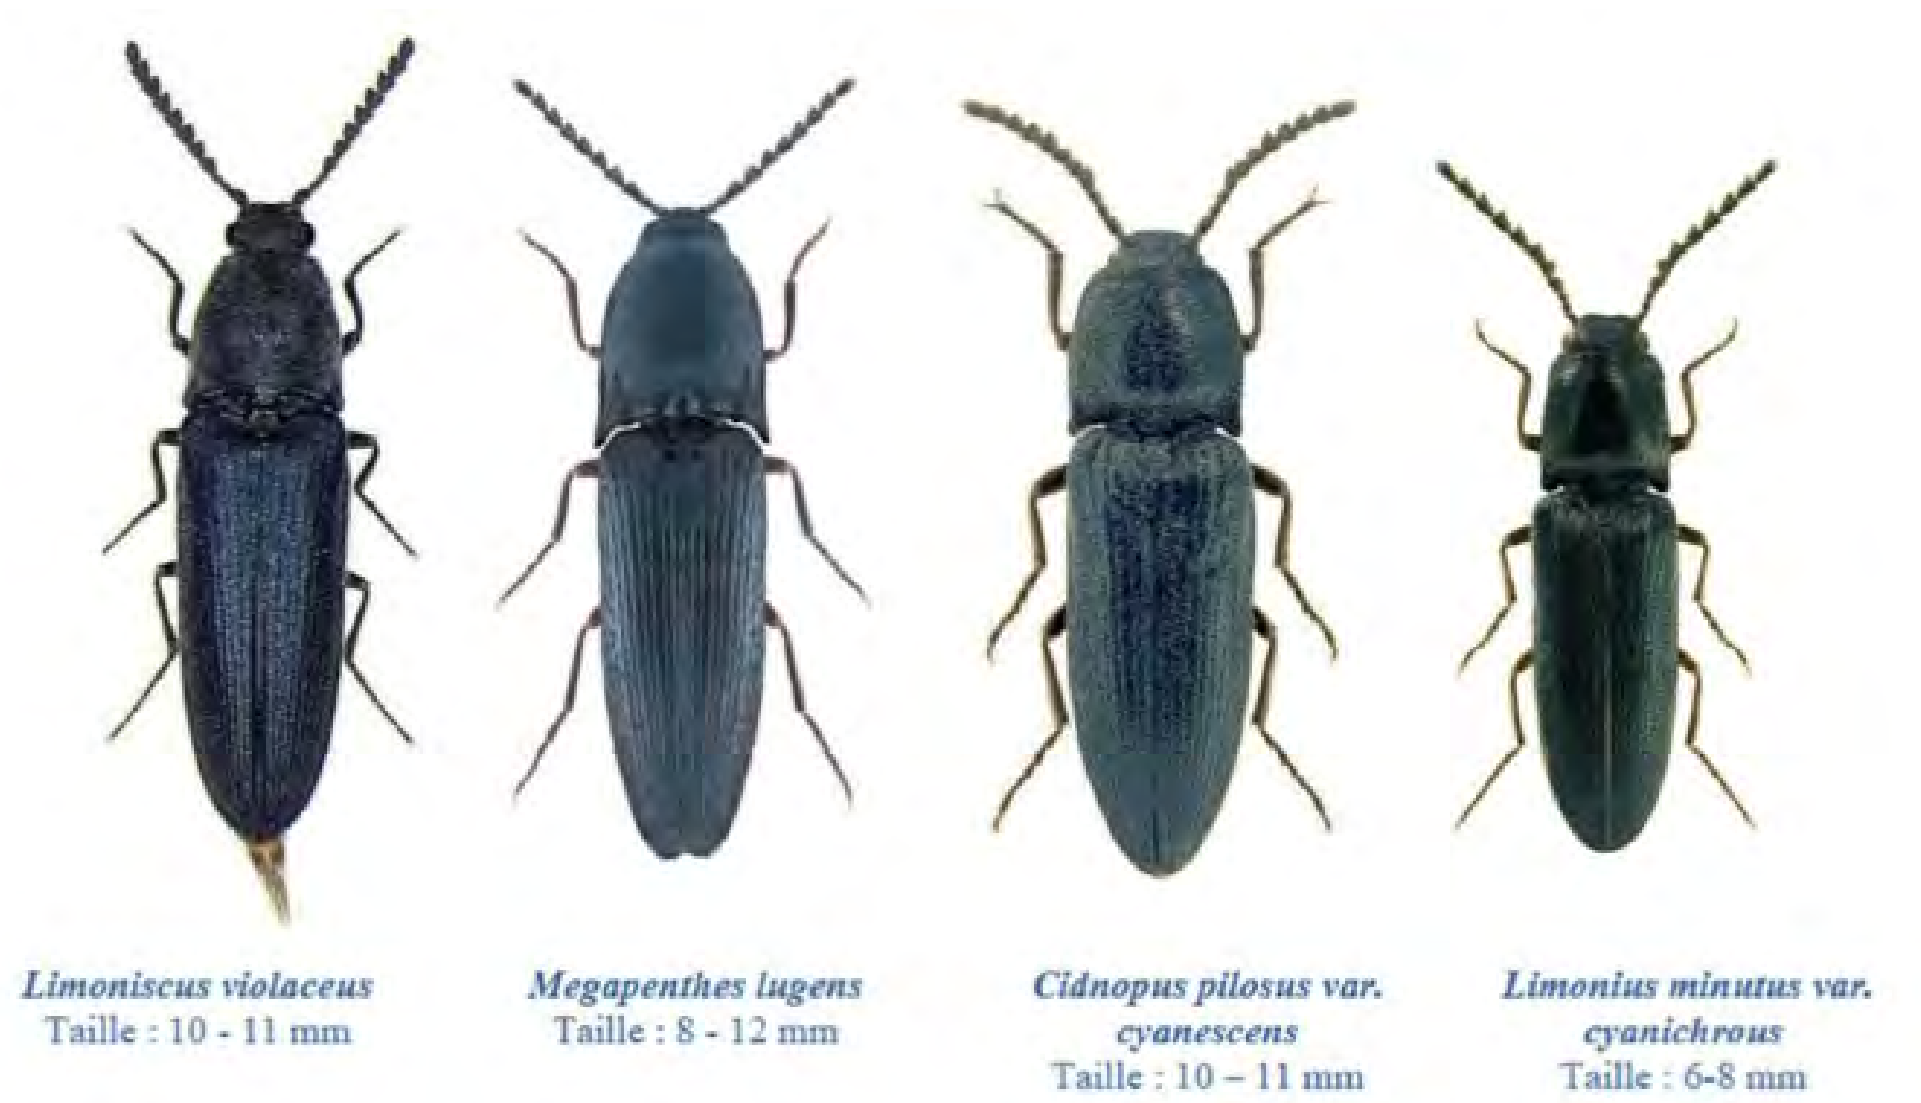 Limoniscus violaceus
Taille : 10 - 11 mm
Megapenthes lugens
Taille : 8 - 12 mm
Cidnopus pilosus var.
cyanescens
Taille : 10 – 11 mm
Limonius minutus var.
cyanichrous
Taille : 6-8 mm